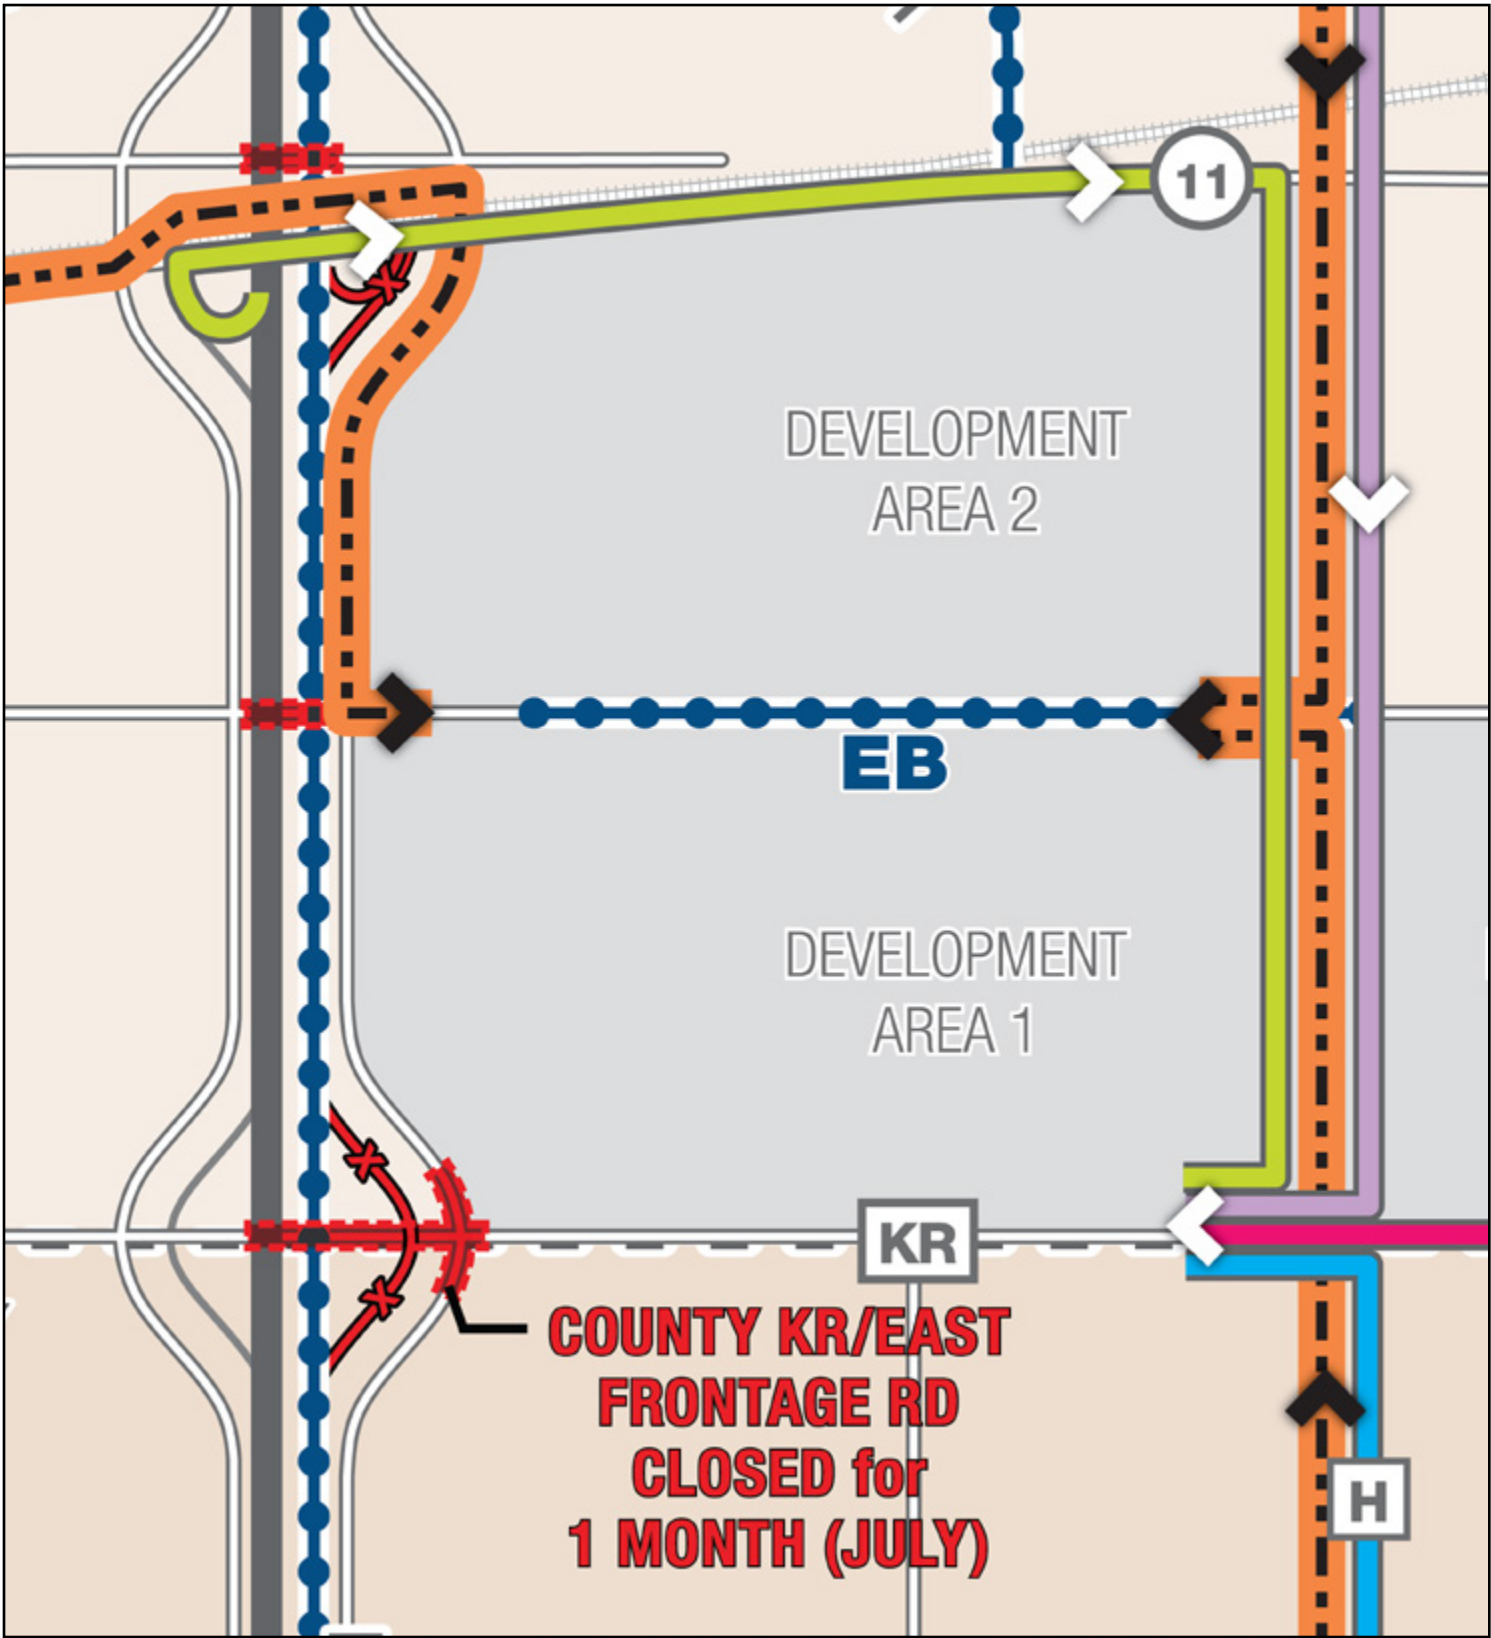 11
DEVELOPMENT
AREA 2
EB
DEVELOPMENT
AREA 1
KR
COUNTY KR/EAST
FRONTAGE RD
CLOSED for
1 MONTH (JULY)
H